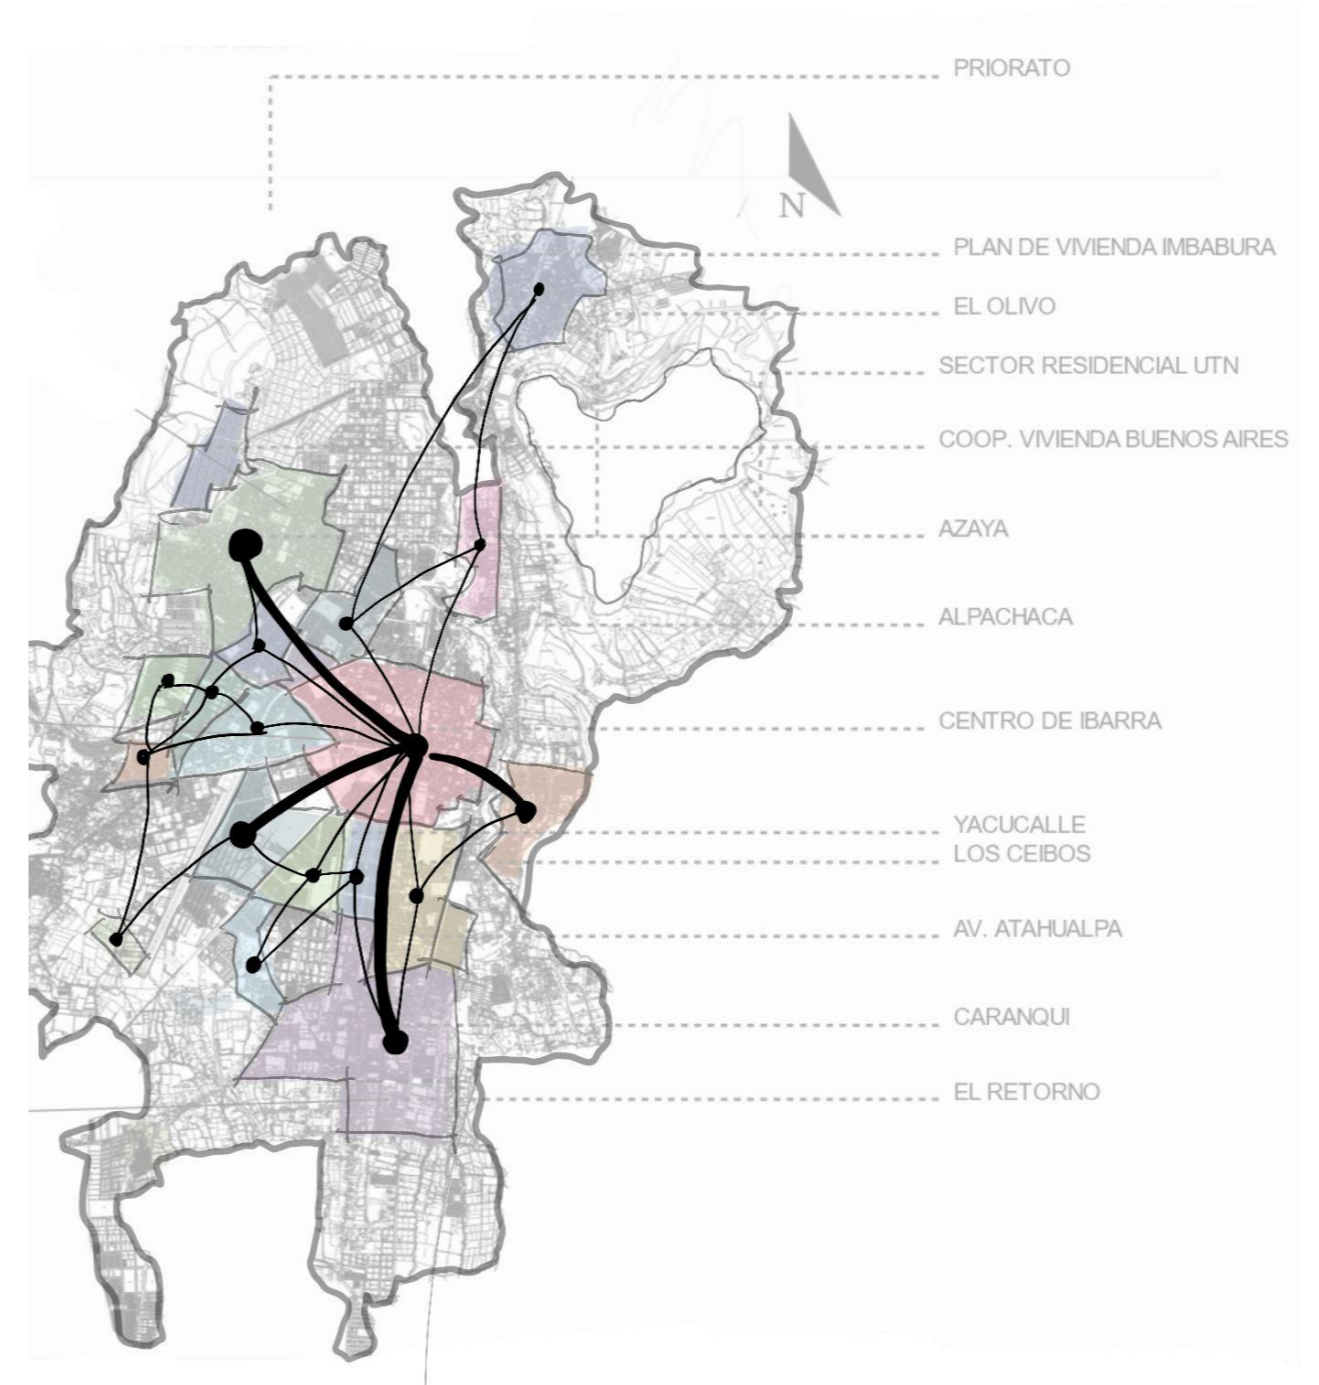 PRIORATO
N
PLAN DE VIVIENDA IMBABURA
EL OLIVO
SECTOR RESIDENCIAL UTN
COOP. VIVIENDA BUENOS AIRES
AZAYA
ALPACHACA
CENTRO DE IBARRA
YACUCALLE
LOS CEIBOS
AV. ATAHUALPA
CARANQUI
EL RETORNO